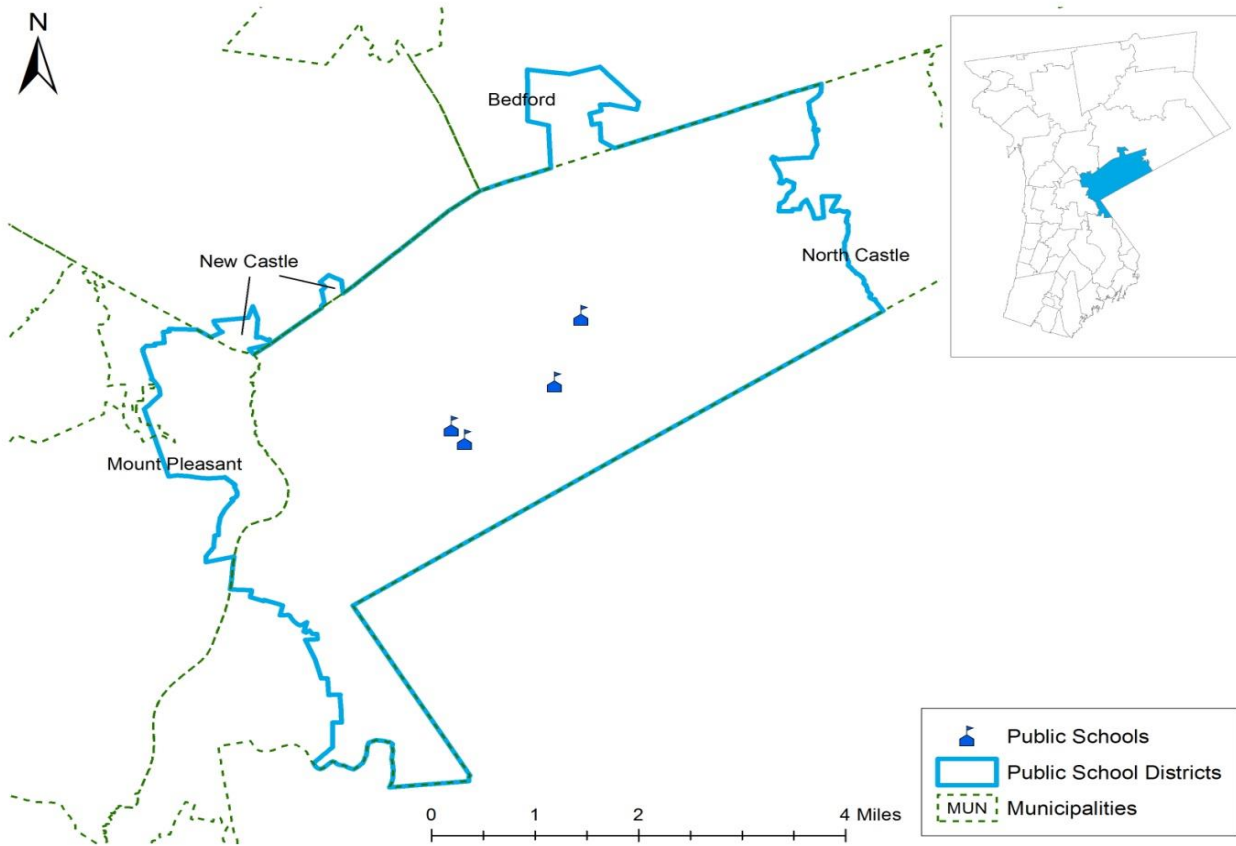 N
Bedford
New Castle
North Castle
Mount Pleasant
Public Schools
Public School Districts
MUN Municipalities
0 1 2 4 Miles